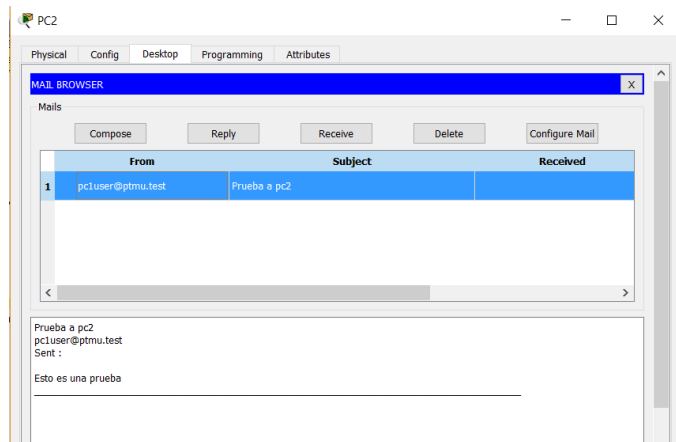 PC2
Physical Config Desktop Programming Attributes
MAIL BROWSER X
Mails
Compose Reply Receive Delete Configure Mail
From Subject Received
1 pc1user@ptmu.test Prueba a pc2
Prueba a pc2
pc1user@ptmu.test
Sent :
Esto es una prueba